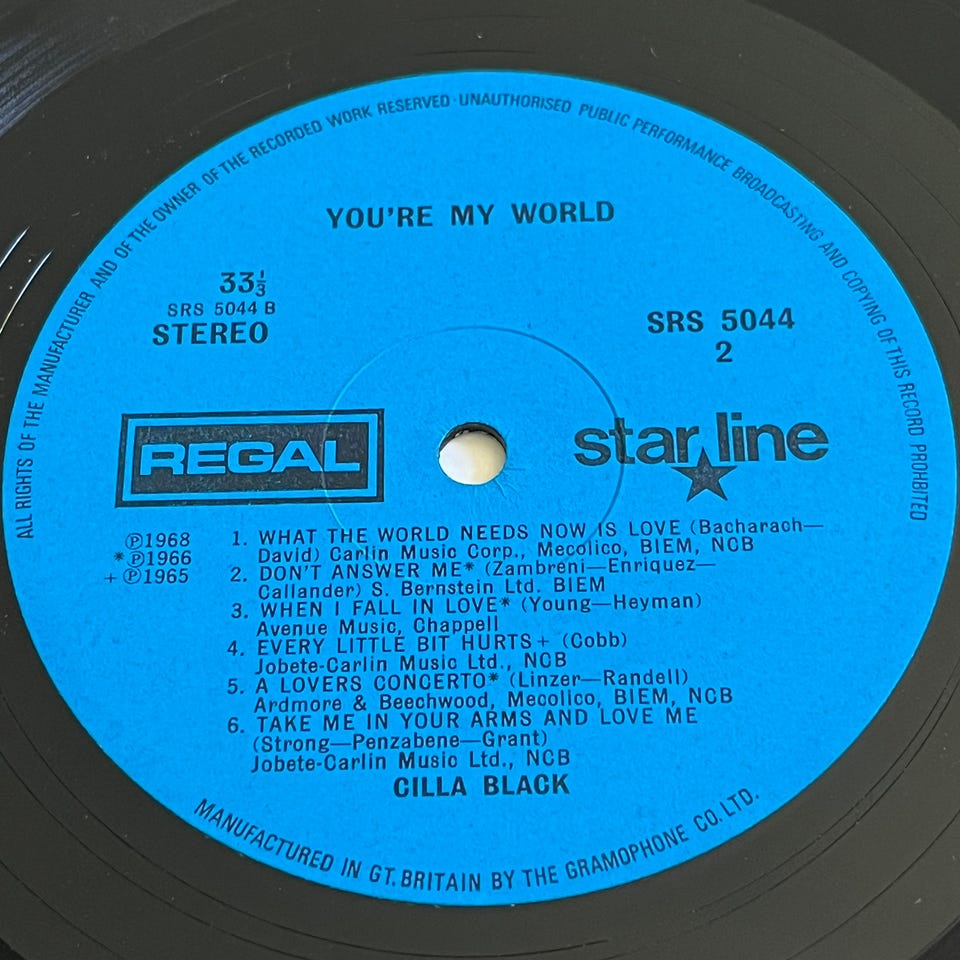 ALL RIGHTS OF THE MANUFACTURER AND OF THE OWNER OF THE RECORDED WORK RESERVED · UNAUTHORISED PUBLIC PERFORMANCE BROADCASTING AND COPYING OF THIS RECORD PROHIBITED
YOU'RE MY WORLD
33⅓
SRS 5044 B
STEREO
SRS 5044
2
REGAL
star line
℗1968
*℗1966
+℗1965
1. WHAT THE WORLD NEEDS NOW IS LOVE (Bacharach—
David) Carlin Music Corp., Mecolico, BIEM, NCB
2. DON'T ANSWER ME* (Zambreni—Enriquez—
Callander) S. Bernstein Ltd. BIEM
3. WHEN I FALL IN LOVE* (Young—Heyman)
Avenue Music, Chappell
4. EVERY LITTLE BIT HURTS+ (Cobb)
Jobete-Carlin Music Ltd., NCB
5. A LOVERS CONCERTO* (Linzer—Randell)
Ardmore & Beechwood, Mecolico, BIEM, NCB
6. TAKE ME IN YOUR ARMS AND LOVE ME
(Strong—Penzabene—Grant)
Jobete-Carlin Music Ltd., NCB
CILLA BLACK
MANUFACTURED IN GT. BRITAIN BY THE GRAMOPHONE CO. LTD.